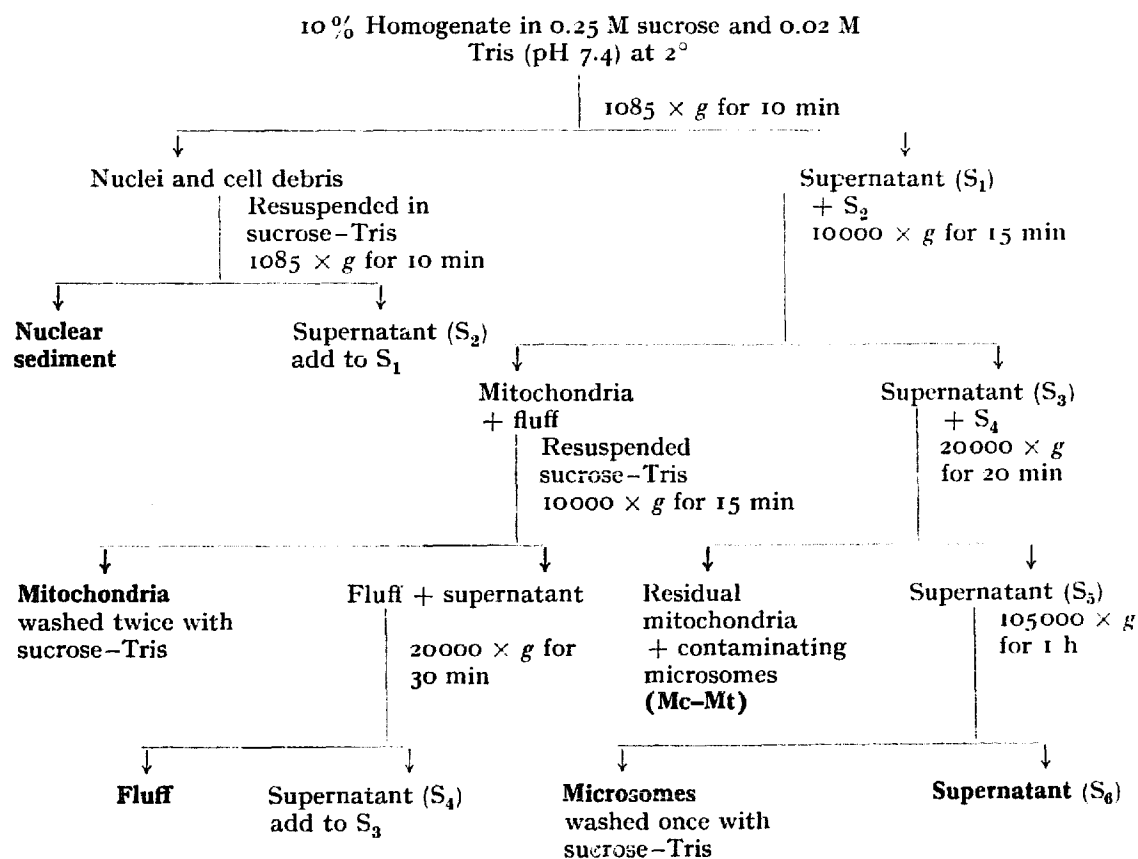 10% Homogenate in 0.25 M sucrose and 0.02 M
Tris (pH 7.4) at 2°
1085 × g for 10 min
Nuclei and cell debris
Resuspended in
sucrose–Tris
1085 × g for 10 min
Supernatant (S₁)
+ S₂
10000 × g for 15 min
Nuclear
sediment
Supernatant (S₂)
add to S₁
Mitochondria
+ fluff
Resuspended
sucrose–Tris
10000 × g for 15 min
Supernatant (S₃)
+ S₄
20000 × g
for 20 min
Mitochondria
washed twice with
sucrose–Tris
Fluff + supernatant
20000 × g for
30 min
Residual
mitochondria
+ contaminating
microsomes
(Mc–Mt)
Supernatant (S₅)
105000 × g
for 1 h
Fluff
Supernatant (S₄)
add to S₃
Microsomes
washed once with
sucrose–Tris
Supernatant (S₆)